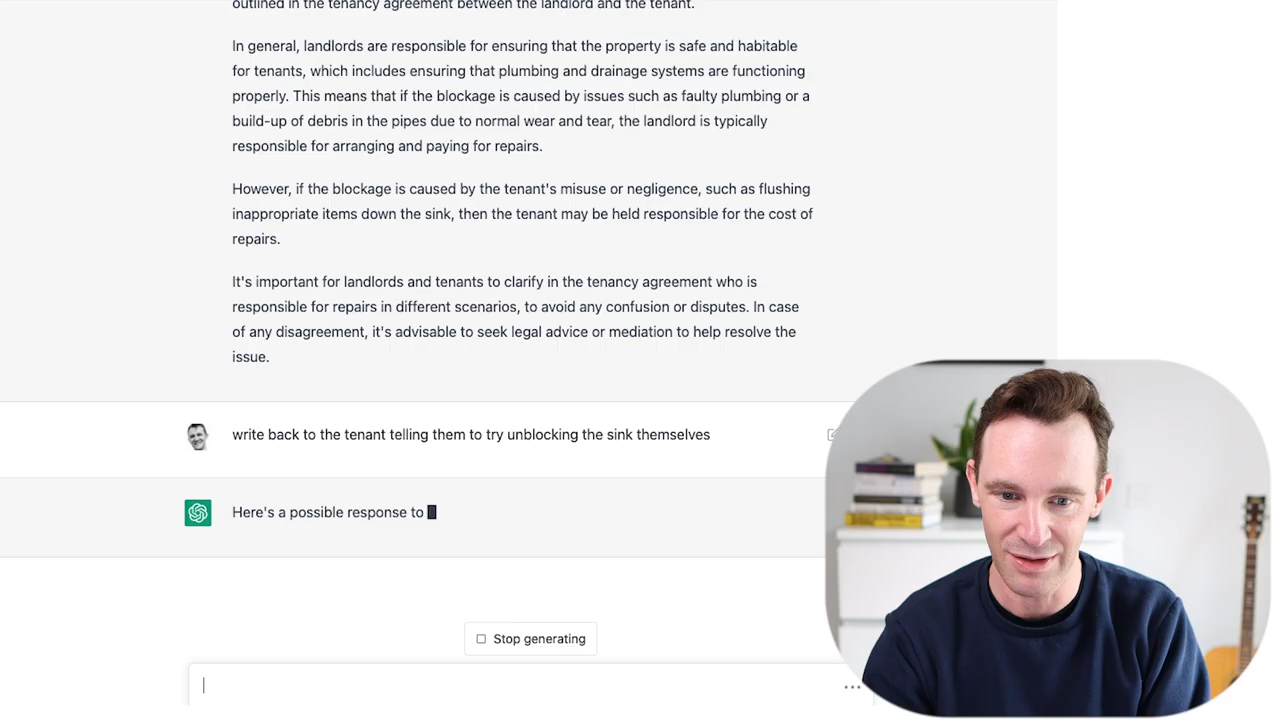 outlined in the tenancy agreement between the landlord and the tenant.
In general, landlords are responsible for ensuring that the property is safe and habitable
for tenants, which includes ensuring that plumbing and drainage systems are functioning
properly. This means that if the blockage is caused by issues such as faulty plumbing or a
build-up of debris in the pipes due to normal wear and tear, the landlord is typically
responsible for arranging and paying for repairs.
However, if the blockage is caused by the tenant's misuse or negligence, such as flushing
inappropriate items down the sink, then the tenant may be held responsible for the cost of
repairs.
It's important for landlords and tenants to clarify in the tenancy agreement who is
responsible for repairs in different scenarios, to avoid any confusion or disputes. In case
of any disagreement, it's advisable to seek legal advice or mediation to help resolve the
issue.
write back to the tenant telling them to try unblocking the sink themselves
Here's a possible response to
Stop generating